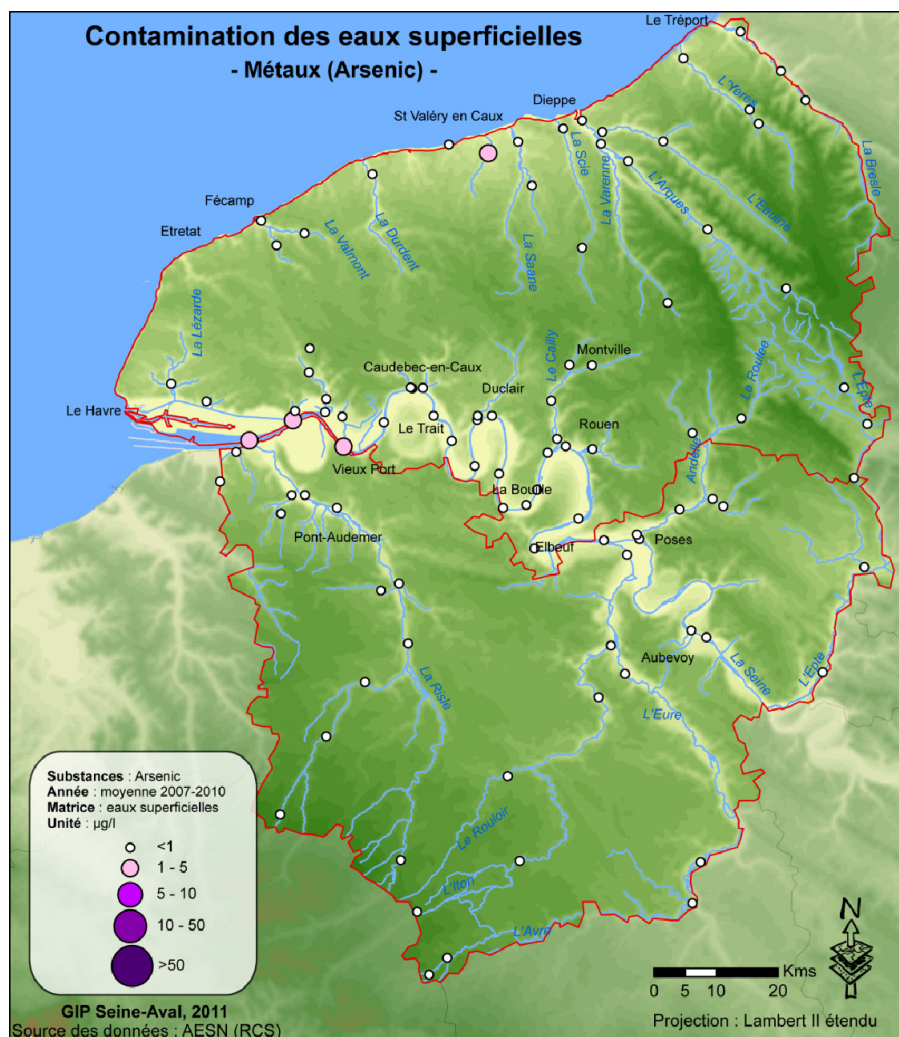 Contamination des eaux superficielles
- Métaux (Arsenic) -
Le Tréport
Dieppe
St Valéry en Caux
L'Yeres
La Bresle
La Scie
La Varenne
L'Arques
L'Eaulne
Fécamp
Etretat
La Valmont
La Durdent
La Saane
La Lézarde
Le Cailly
Montville
La Roulée
L'Epte
Caudebec-en-Caux
Duclair
Le Havre
Le Trait
Rouen
Vieux Port
Andelle
La Bouille
Pont-Audemer
Elbeuf
Poses
Aubevoy
La Seine
L'Epte
La Risle
L'Eure
Le Rouloir
L'Iton
L'Avre
Substances : Arsenic
Année : moyenne 2007-2010
Matrice : eaux superficielles
Unité : µg/l
<1
1 - 5
5 - 10
10 - 50
>50
GIP Seine-Aval, 2011
Source des données : AESN (RCS)
N
Kms
0 5 10 20
Projection : Lambert II étendu